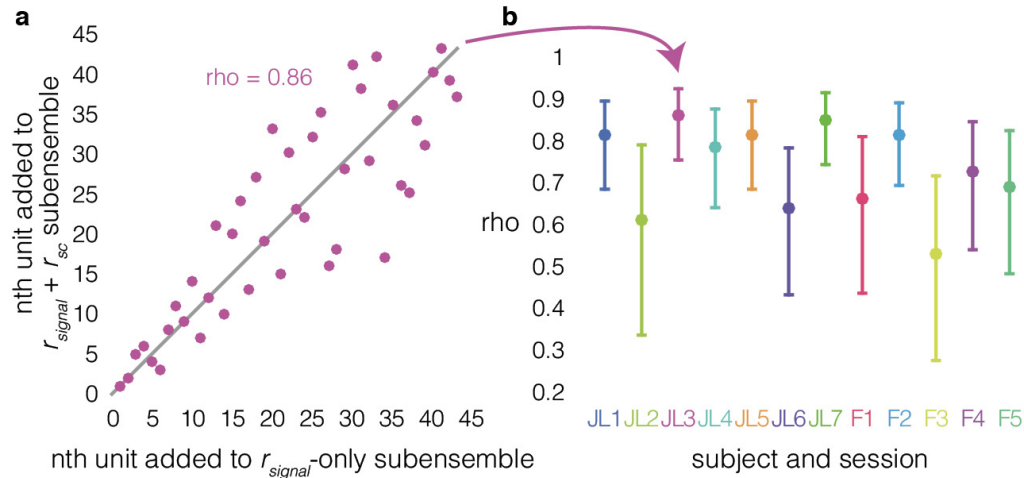 a
nth unit added to
r_signal + r_sc subensemble
45
40
35
30
25
20
15
10
5
0
rho = 0.86
0 5 10 15 20 25 30 35 40 45
nth unit added to r_signal-only subensemble
b
rho
1
0.9
0.8
0.7
0.6
0.5
0.4
0.3
0.2
JL1 JL2 JL3 JL4 JL5 JL6 JL7 F1 F2 F3 F4 F5
subject and session